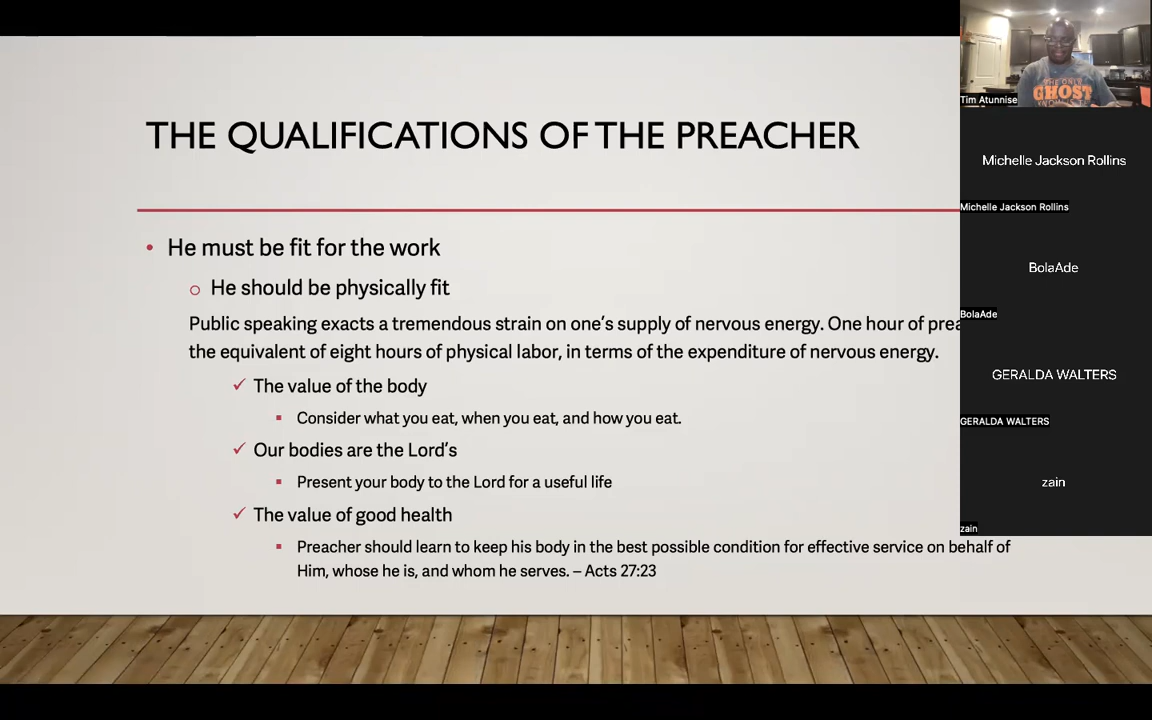 THE QUALIFICATIONS OF THE PREACHER
• He must be fit for the work
○ He should be physically fit
Public speaking exacts a tremendous strain on one's supply of nervous energy. One hour of
the equivalent of eight hours of physical labor, in terms of the expenditure of nervous energy.
✓ The value of the body
▪ Consider what you eat, when you eat, and how you eat.
✓ Our bodies are the Lord's
▪ Present your body to the Lord for a useful life
✓ The value of good health
▪ Preacher should learn to keep his body in the best possible condition for effective service on behalf of
Him, whose he is, and whom he serves. – Acts 27:23
THE ONLY
GHOST
Tim Atunnise
Michelle Jackson Rollins
Michelle Jackson Rollins
BolaAde
BolaAde
GERALDA WALTERS
GERALDA WALTERS
zain
zain